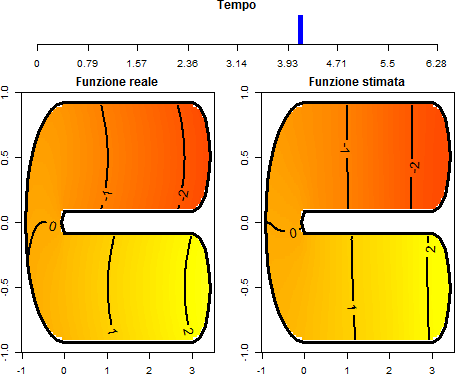 Tempo
0 0.79 1.57 2.36 3.14 3.93 4.71 5.5 6.28
Funzione reale Funzione stimata
1.0 1.0
-1 -2 -1 -2
0.5 0.5
0 0.0 0 0.0
1 2 1 2
-0.5 -0.5
-1.0 -1.0
-1 0 1 2 3 -1 0 1 2 3